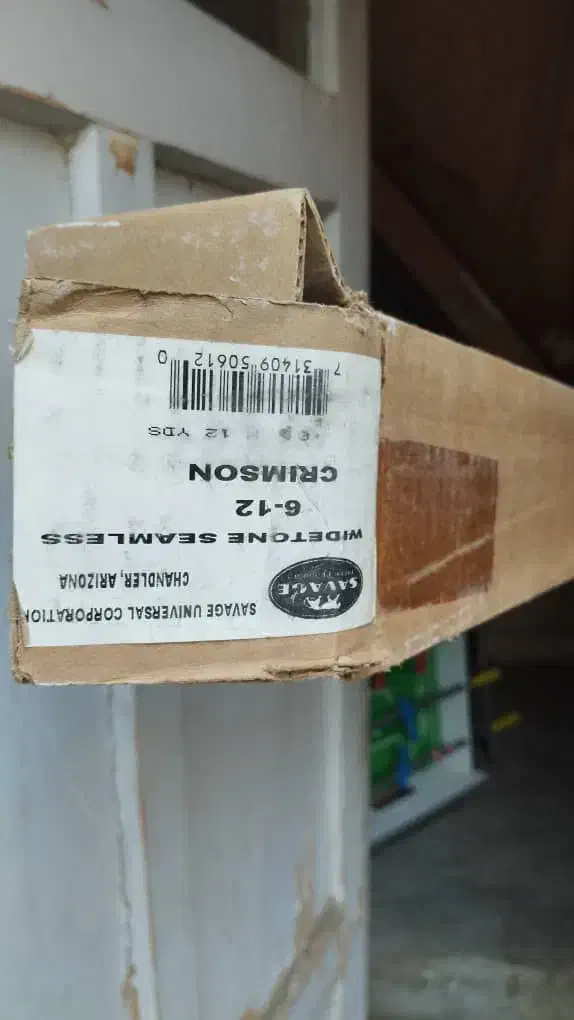 SAVAGE
SAVAGE UNIVERSAL CORPORATION
CHANDLER, ARIZONA
WIDETONE SEAMLESS
6-12
CRIMSON
12 YDS
7 31409 50612 0